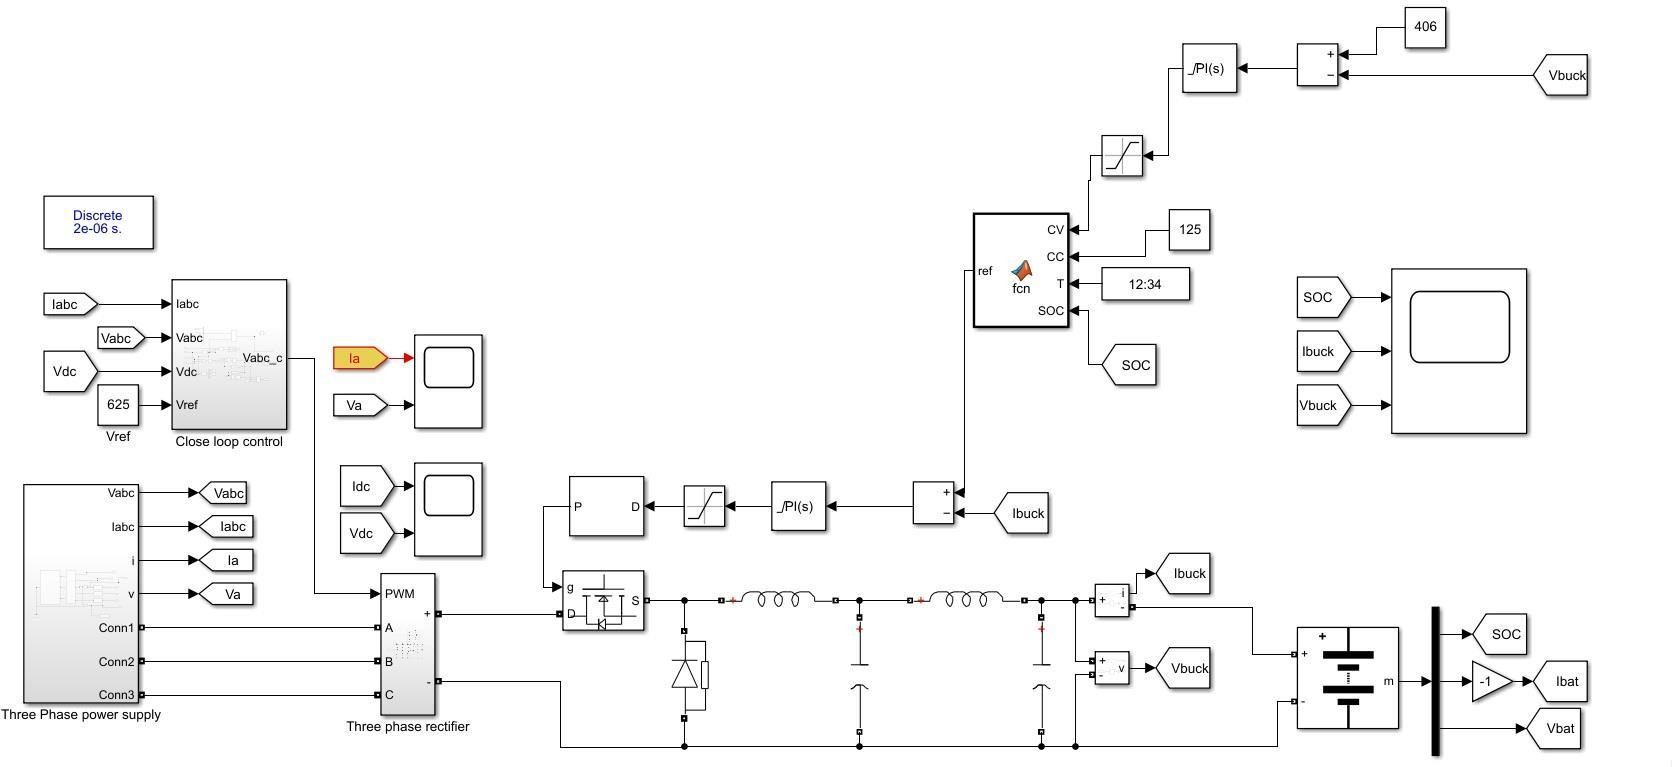 406
+
−
Vbuck
PI(s)
Discrete
2e-06 s.
CV
CC
T
SOC
ref
fcn
125
12:34
SOC
Iabc
Vabc
Vdc
625
Vref
Iabc
Vabc
Vdc
Vref
Vabc_c
Close loop control
Ia
Va
Idc
Vdc
SOC
Ibuck
Vbuck
P
D
PI(s)
+
−
Ibuck
Vabc
Iabc
i
v
Conn1
Conn2
Conn3
Three Phase power supply
Vabc
Iabc
Ia
Va
PWM
A
B
C
+
-
Three phase rectifier
g
D
S
+
+
+
+
+
i
-
Ibuck
+
-
v
Vbuck
+
+
-
m
SOC
-1
Ibat
Vbat